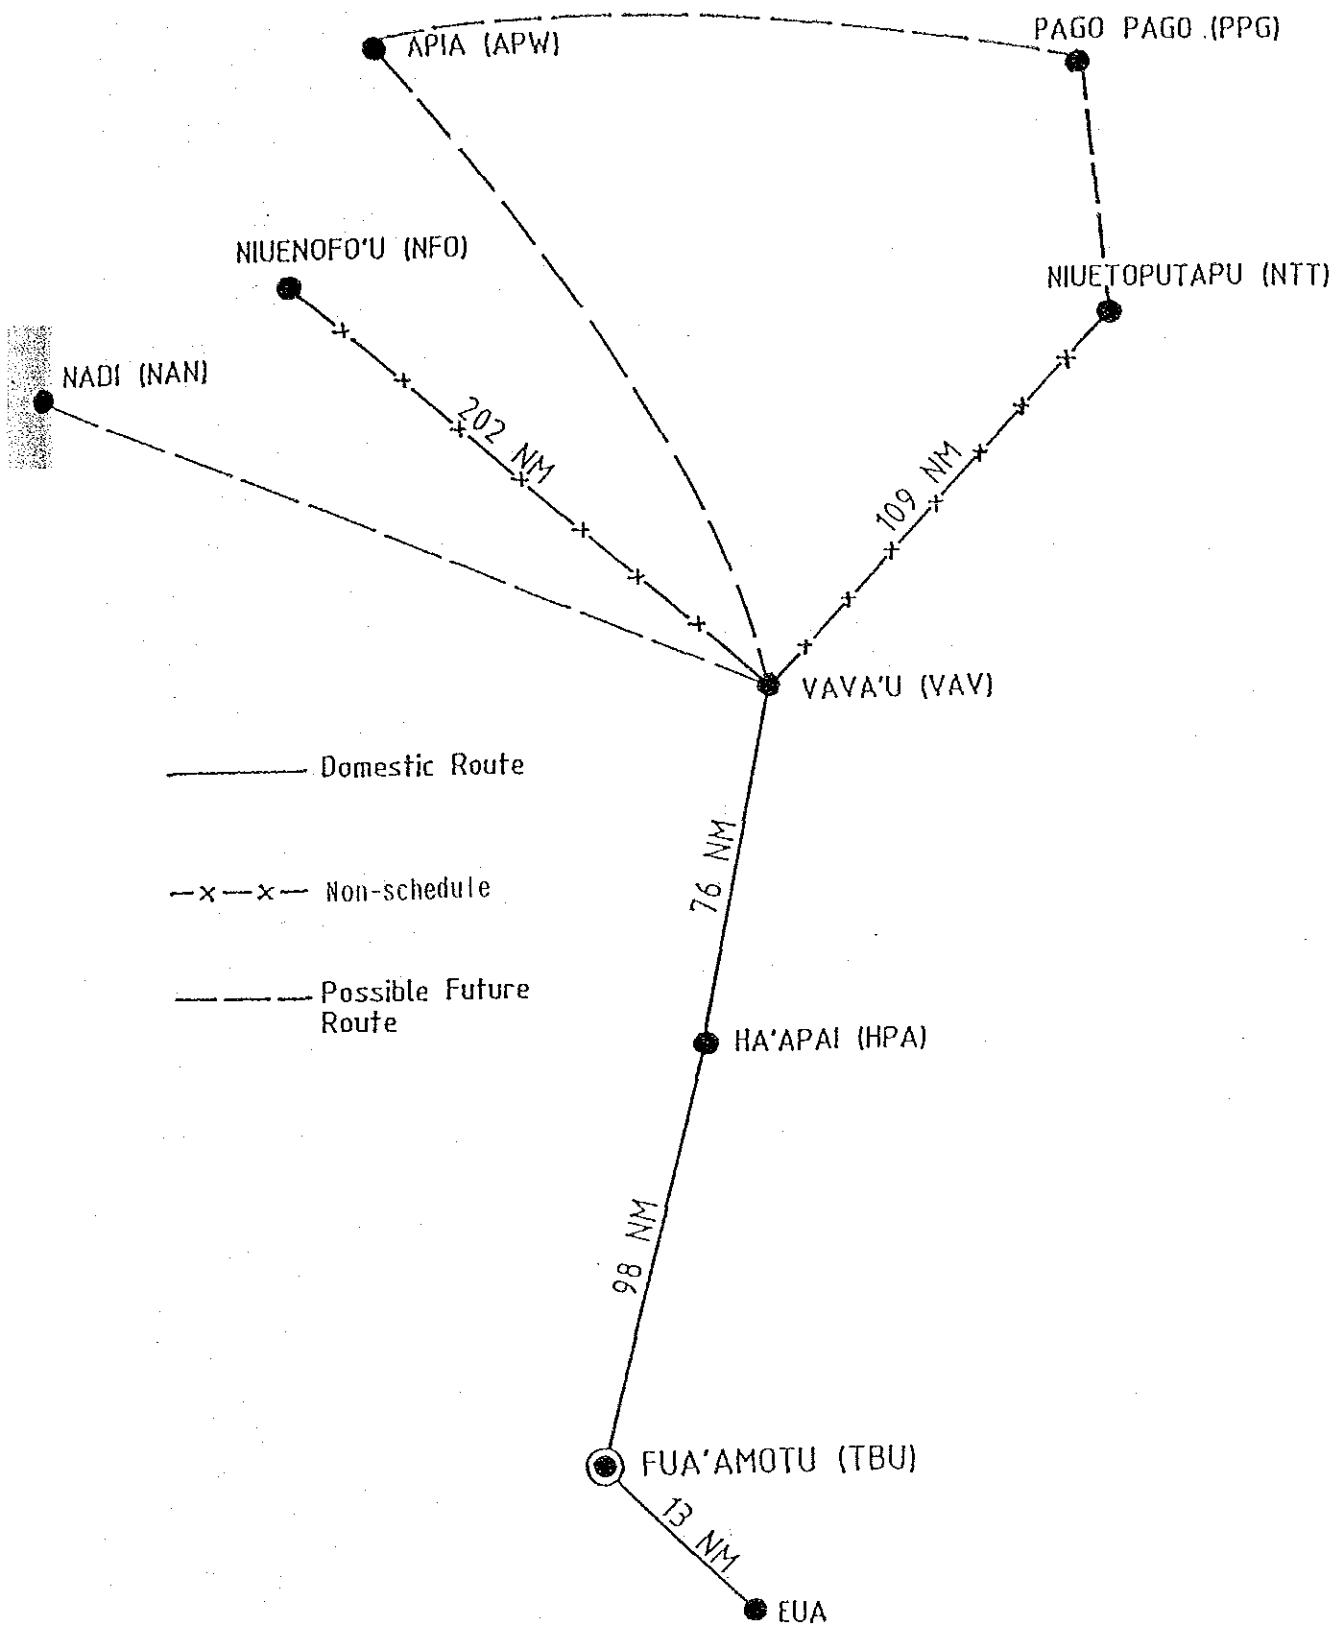 APIA (APW)
PAGO PAGO (PPG)
NIUENOFO'U (NFO)
NIUETOPUTAPU (NTT)
NADI (NAN)
202 NM
109 NM
VAVA'U (VAV)
Domestic Route
76 NM
-x-x- Non-schedule
Possible Future
Route
HA'APAI (HPA)
98 NM
FUA'AMOTU (TBU)
13 NM
EUA